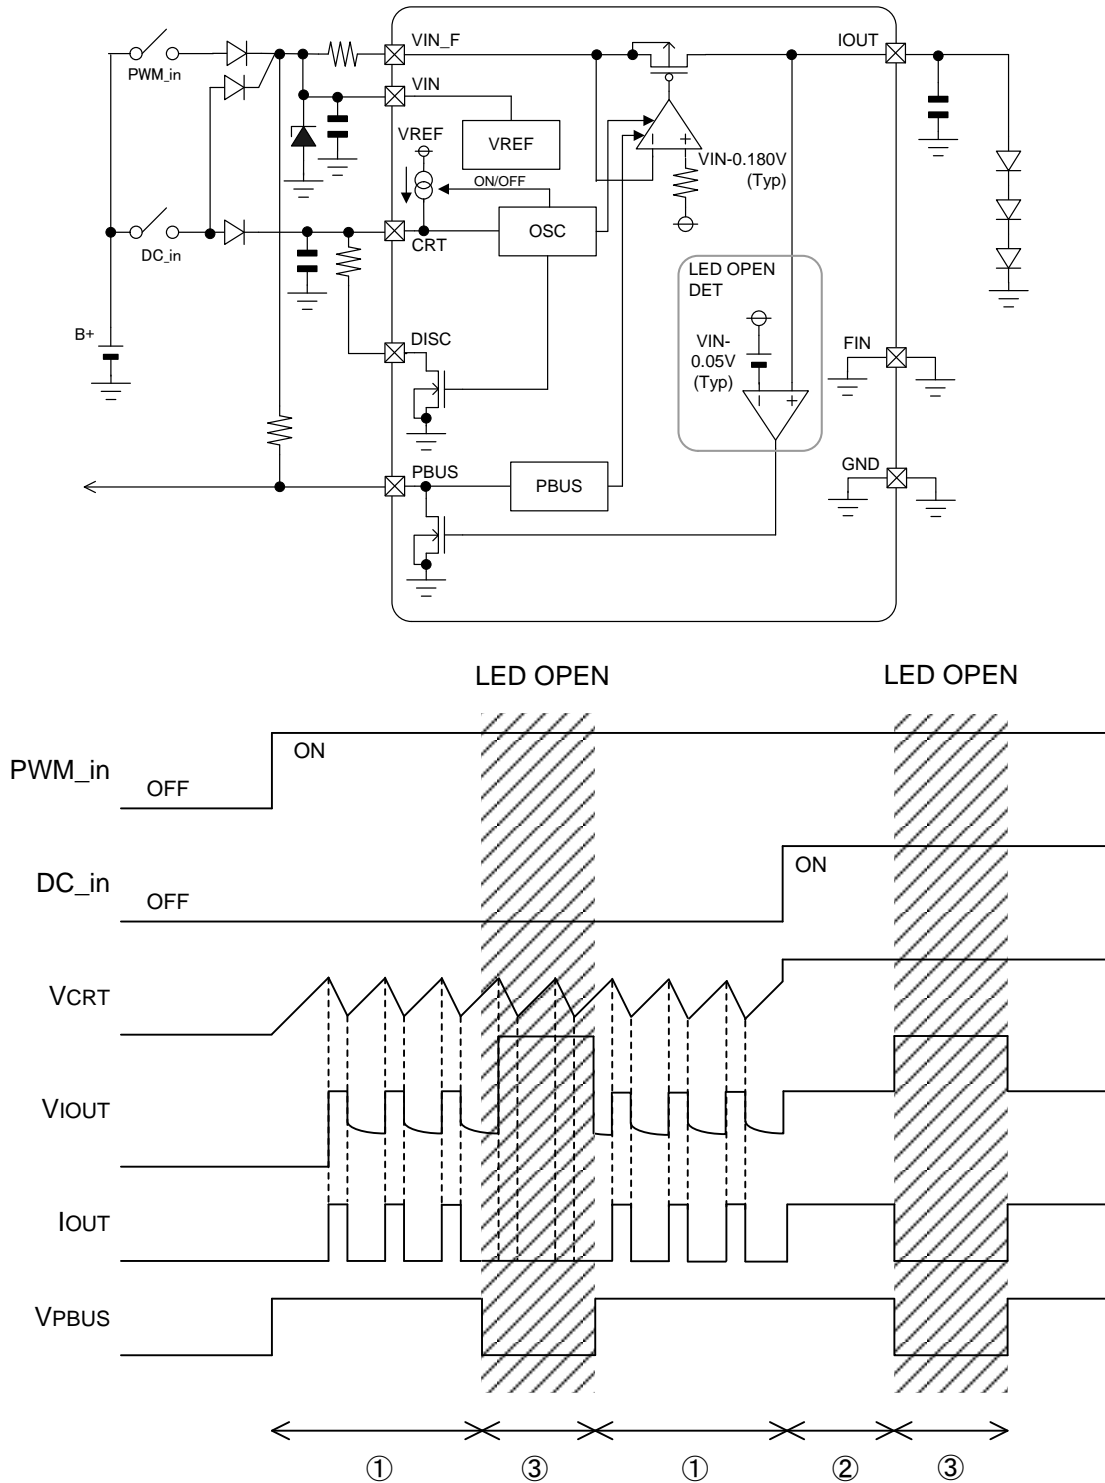 VIN_F
IOUT
PWM_in
VIN
VREF
VREF
VIN-0.180V
(Typ)
ON/OFF
CRT
OSC
DC_in
LED OPEN
DET
B+
DISC
VIN-
0.05V
(Typ)
FIN
PBUS
PBUS
GND
LED OPEN
LED OPEN
PWM_in
OFF
ON
DC_in
OFF
ON
VCRT
VIOUT
IOUT
VPBUS
① ③ ① ② ③